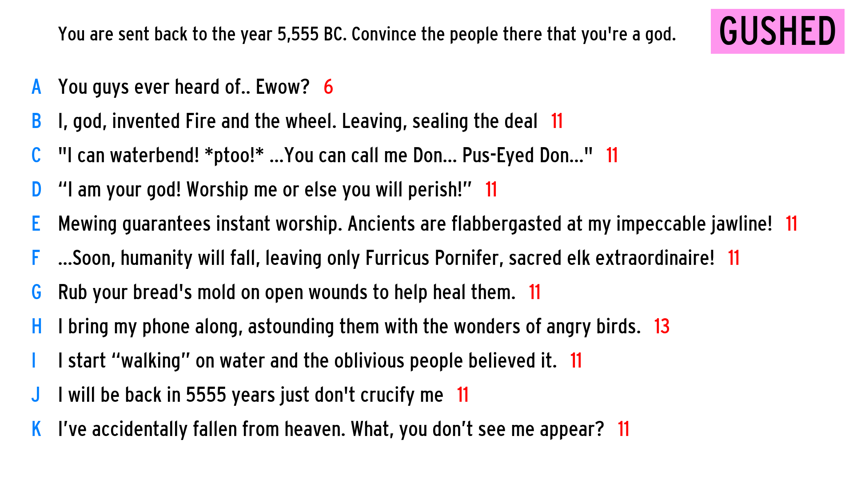 You are sent back to the year 5,555 BC. Convince the people there that you're a god.
GUSHED
A You guys ever heard of.. Ewow? 6
B I, god, invented Fire and the wheel. Leaving, sealing the deal 11
C "I can waterbend! *ptoo!* ...You can call me Don... Pus-Eyed Don..." 11
D “I am your god! Worship me or else you will perish!” 11
E Mewing guarantees instant worship. Ancients are flabbergasted at my impeccable jawline! 11
F ...Soon, humanity will fall, leaving only Furricus Pornifer, sacred elk extraordinaire! 11
G Rub your bread's mold on open wounds to help heal them. 11
H I bring my phone along, astounding them with the wonders of angry birds. 13
I I start “walking” on water and the oblivious people believed it. 11
J I will be back in 5555 years just don't crucify me 11
K I’ve accidentally fallen from heaven. What, you don’t see me appear? 11